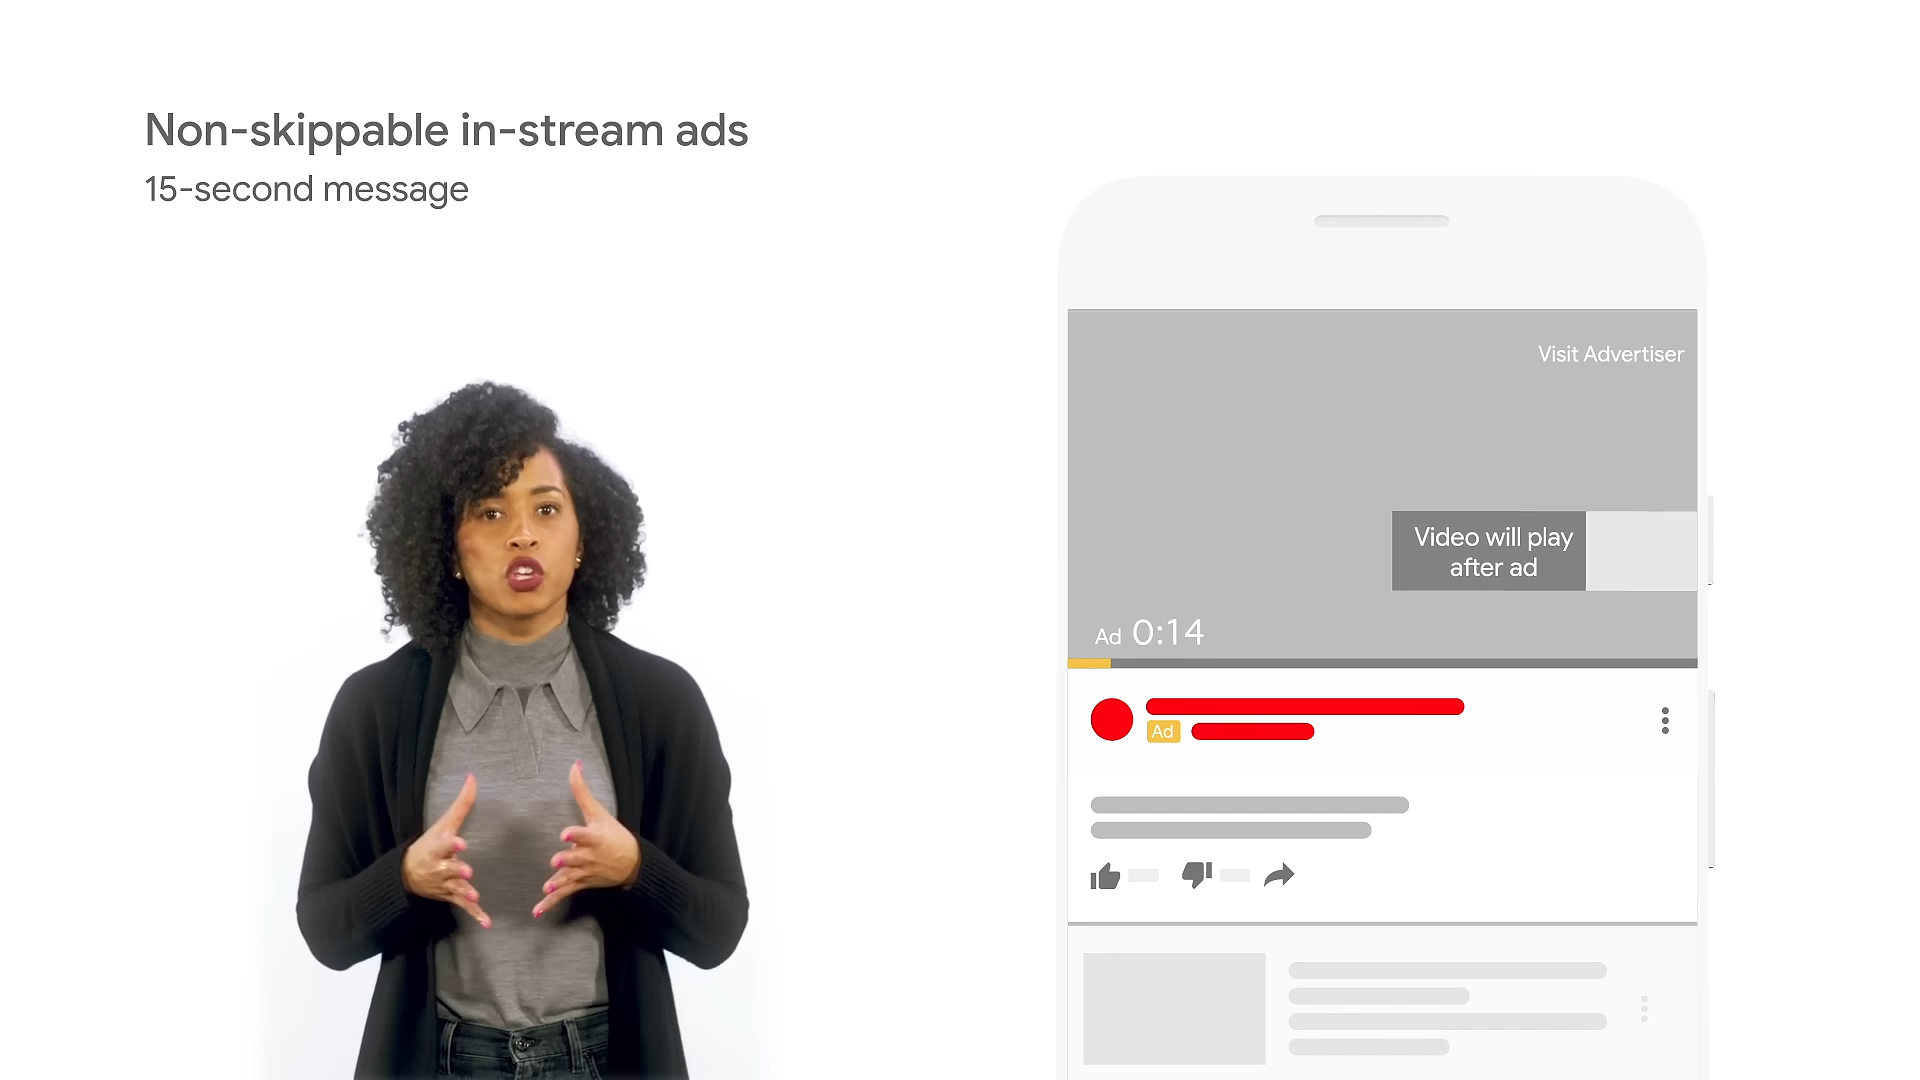 Non-skippable in-stream ads
15-second message
Visit Advertiser
Video will play
after ad
Ad 0:14
Ad